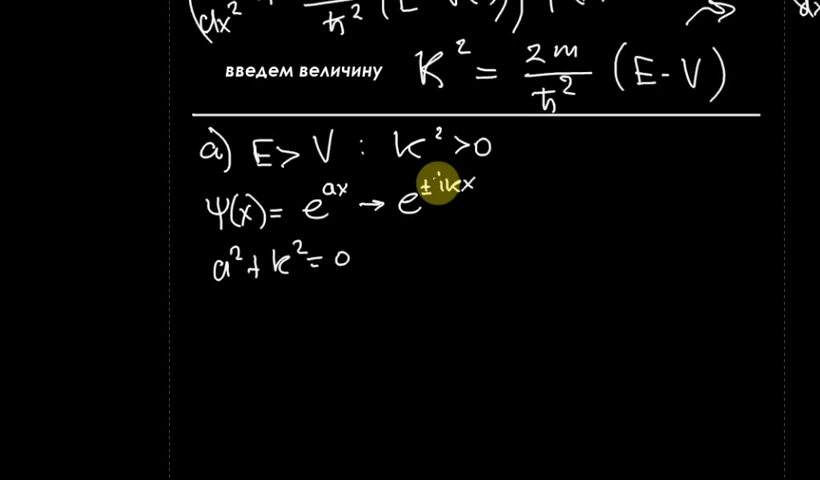 введем величину K² = 2m/ħ² (E-V)
а) E > V : k² > 0
Ψ(x) = e^{ax} → e^{±ikx}
a² + k² = 0